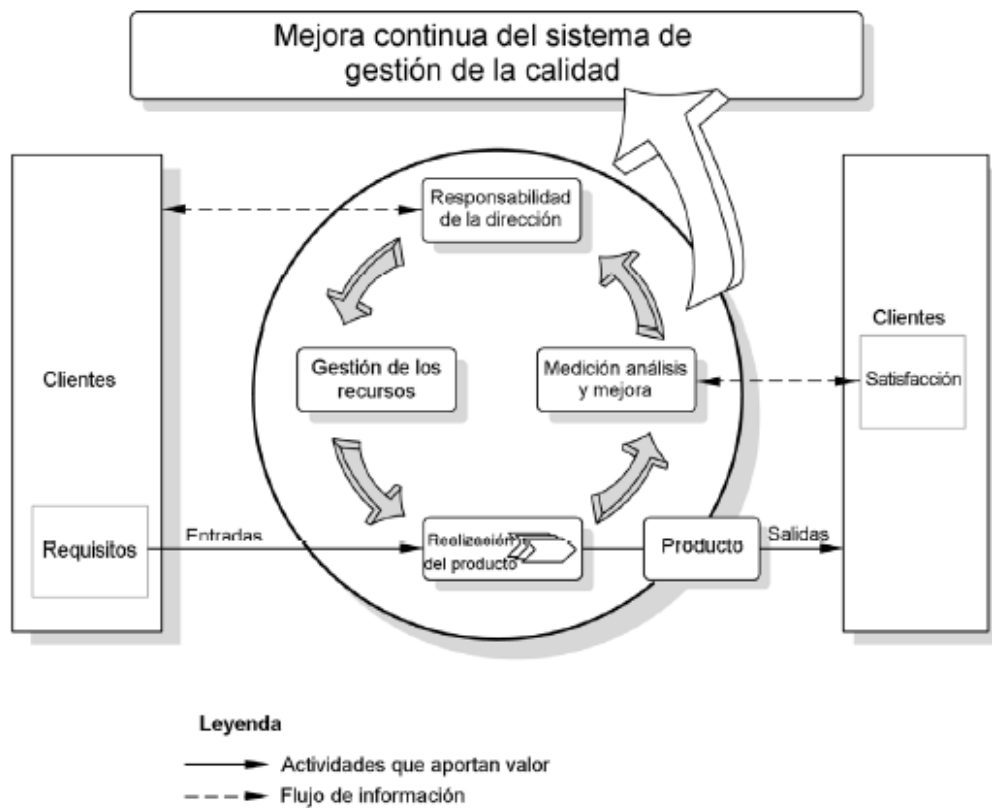 Mejora continua del sistema de
gestión de la calidad
Responsabilidad
de la dirección
Clientes
Gestión de los
recursos
Medición análisis
y mejora
Clientes
Satisfacción
Requisitos
Entradas
Realización
del producto
Producto
Salidas
Leyenda
Actividades que aportan valor
Flujo de información